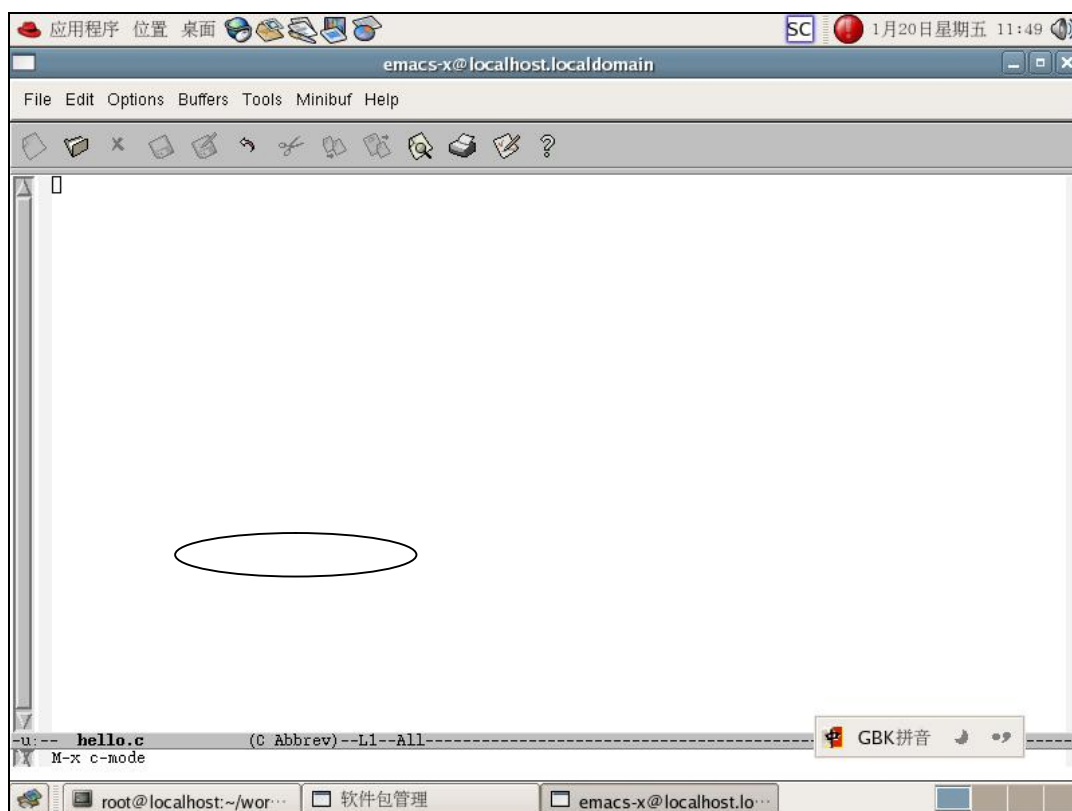 应用程序 位置 桌面 SC 1月20日星期五 11:49
emacs-x@localhost.localdomain
File Edit Options Buffers Tools Minibuf Help
-u:-- hello.c (C Abbrev)--L1--All--------------------------------------------
GBK拼音
M-x c-mode
root@localhost:~/wor··· 软件包管理 emacs-x@localhost.lo···